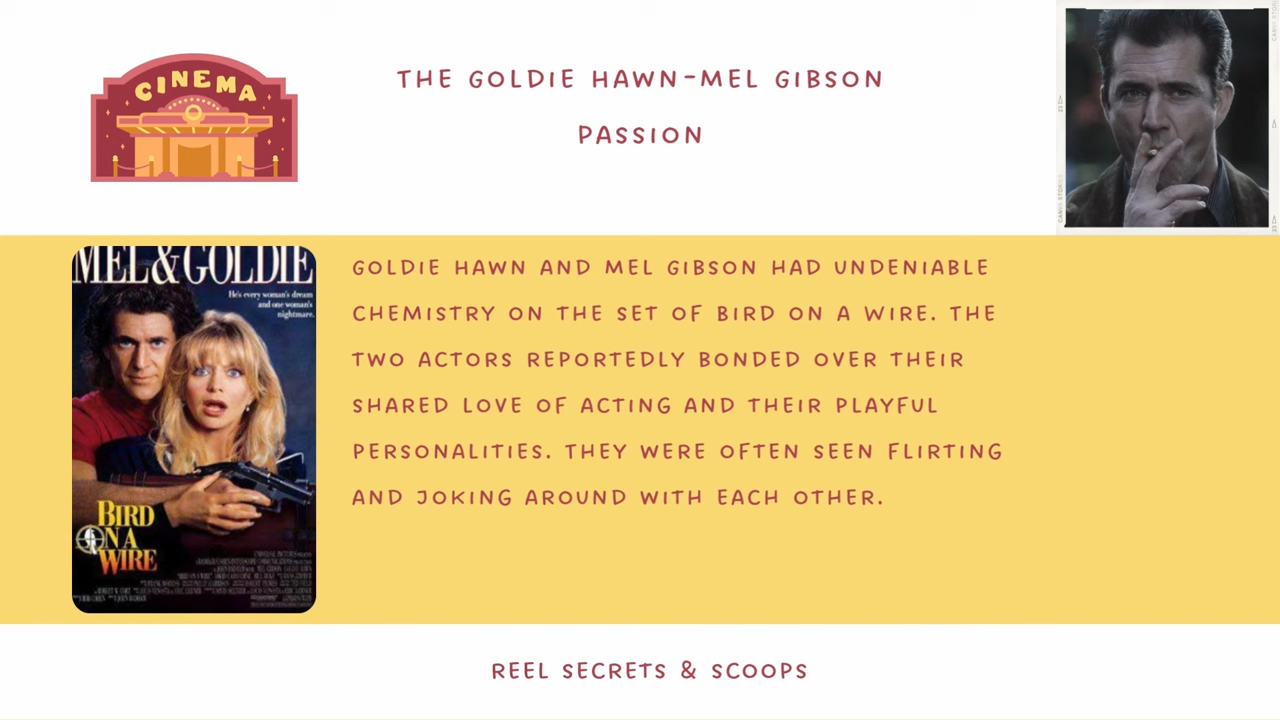 CINEMA
THE GOLDIE HAWN-MEL GIBSON
PASSION
MEL & GOLDIE
He's every woman's dream
and one woman's
nightmare.
GOLDIE HAWN AND MEL GIBSON HAD UNDENIABLE
CHEMISTRY ON THE SET OF BIRD ON A WIRE. THE
TWO ACTORS REPORTEDLY BONDED OVER THEIR
SHARED LOVE OF ACTING AND THEIR PLAYFUL
PERSONALITIES. THEY WERE OFTEN SEEN FLIRTING
AND JOKING AROUND WITH EACH OTHER.
BIRD
ON A
WIRE
REEL SECRETS & SCOOPS